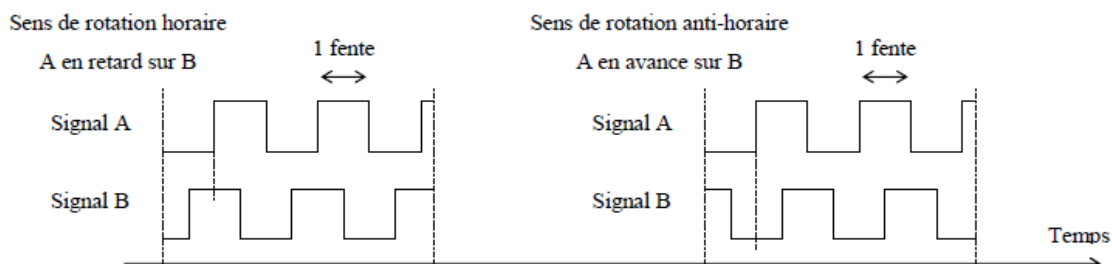 Sens de rotation horaire
A en retard sur B
1 fente
Signal A
Signal B
Sens de rotation anti-horaire
A en avance sur B
1 fente
Signal A
Signal B
Temps